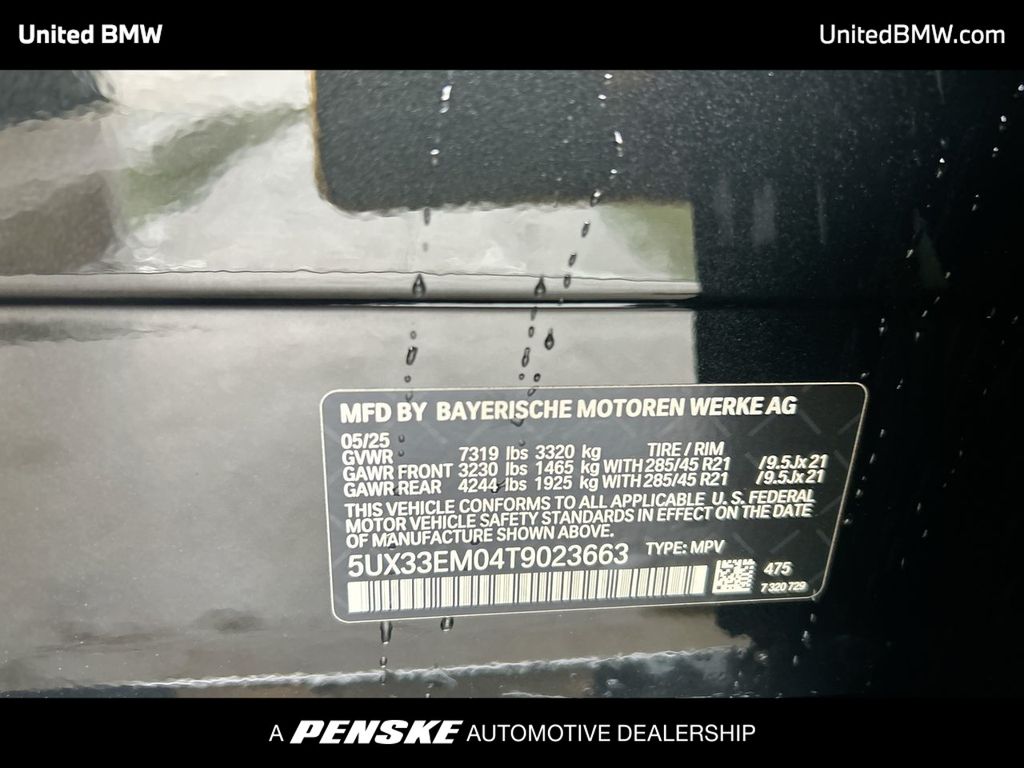 United BMW
UnitedBMW.com
MFD BY BAYERISCHE MOTOREN WERKE AG
05/25
GVWR 7319 lbs 3320 kg TIRE / RIM
GAWR FRONT 3230 lbs 1465 kg WITH 285/45 R21 /9.5Jx21
GAWR REAR 4244 lbs 1925 kg WITH 285/45 R21 /9.5Jx21
THIS VEHICLE CONFORMS TO ALL APPLICABLE U. S. FEDERAL
MOTOR VEHICLE SAFETY STANDARDS IN EFFECT ON THE DATE
OF MANUFACTURE SHOWN ABOVE.
5UX33EM04T9023663 TYPE: MPV
475
7 320 729
A PENSKE AUTOMOTIVE DEALERSHIP